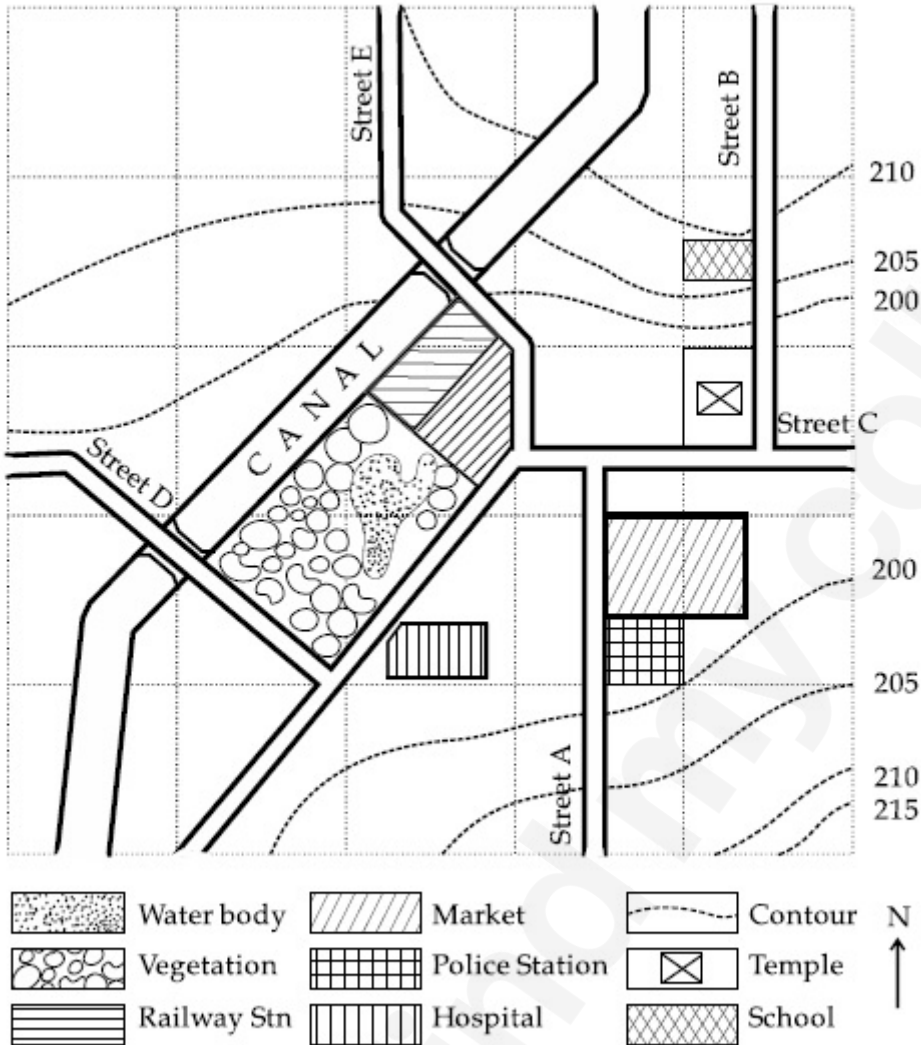 Street E
Street B
210
205
200
CANAL
Street C
Street D
200
205
210
215
Street A
Water body
Market
Contour
N
Vegetation
Police Station
Temple
Railway Stn
Hospital
School